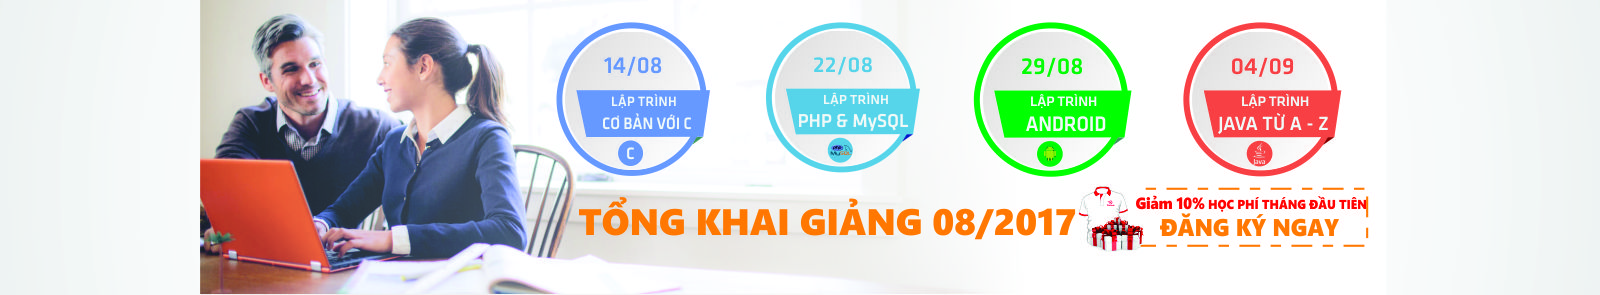 14/08
LẬP TRÌNH
CƠ BẢN VỚI C
C
22/08
LẬP TRÌNH
PHP & MySQL
29/08
LẬP TRÌNH
ANDROID
04/09
LẬP TRÌNH
JAVA TỪ A - Z
java
TỔNG KHAI GIẢNG 08/2017
Giảm 10% HỌC PHÍ THÁNG ĐẦU TIÊN
ĐĂNG KÝ NGAY